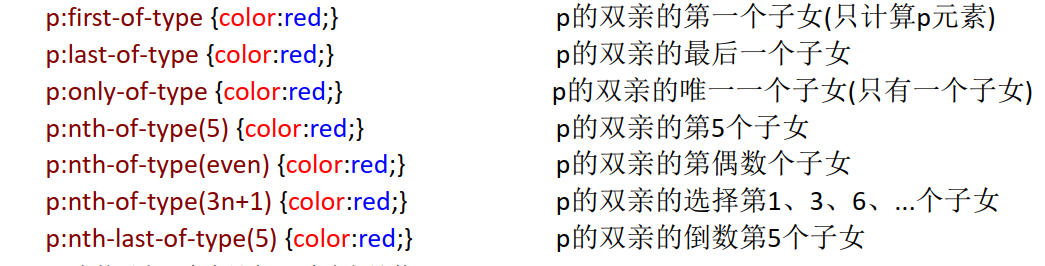 p:first-of-type {color:red;} p的双亲的第一个子女(只计算p元素)
p:last-of-type {color:red;} p的双亲的最后一个子女
p:only-of-type {color:red;} p的双亲的唯一一个子女(只有一个子女)
p:nth-of-type(5) {color:red;} p的双亲的第5个子女
p:nth-of-type(even) {color:red;} p的双亲的第偶数个子女
p:nth-of-type(3n+1) {color:red;} p的双亲的选择第1、3、6、...个子女
p:nth-last-of-type(5) {color:red;} p的双亲的倒数第5个子女